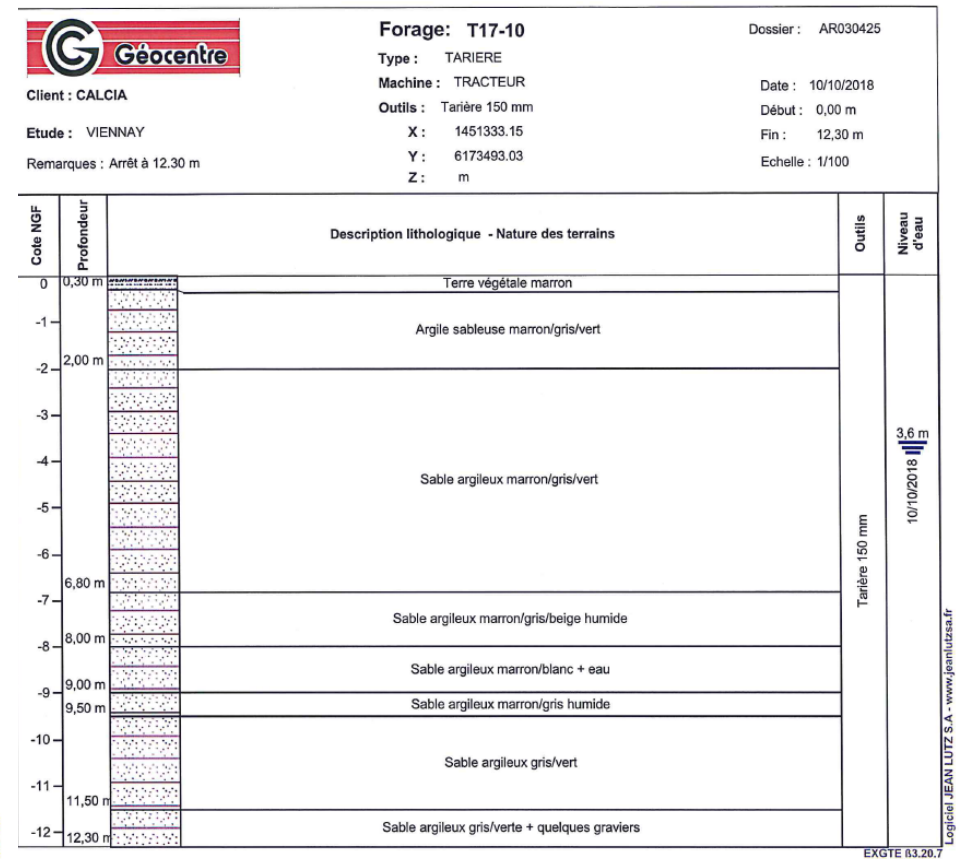 Géocentre
Client : CALCIA
Etude : VIENNAY
Remarques : Arrêt à 12.30 m
Forage: T17-10
Type : TARIERE
Machine : TRACTEUR
Outils : Tarière 150 mm
X : 1451333.15
Y : 6173493.03
Z : m
Dossier : AR030425
Date : 10/10/2018
Début : 0,00 m
Fin : 12,30 m
Echelle : 1/100
Cote NGF
Profondeur
Description lithologique - Nature des terrains
Outils
Niveau
d'eau
0 0,30 m Terre végétale marron
-1
Argile sableuse marron/gris/vert
2,00 m
-2
-3
3,6 m
-4
Sable argileux marron/gris/vert
10/10/2018
-5
-6
Tarière 150 mm
6,80 m
-7
Sable argileux marron/gris/beige humide
8,00 m
-8
Sable argileux marron/blanc + eau
9,00 m
-9
Sable argileux marron/gris humide
9,50 m
-10
Sable argileux gris/vert
-11
11,50 m
Sable argileux gris/verte + quelques graviers
-12
12,30 m
Logiciel JEAN LUTZ S.A - www.jeanlutzsa.fr
EXGTE ß3.20.7